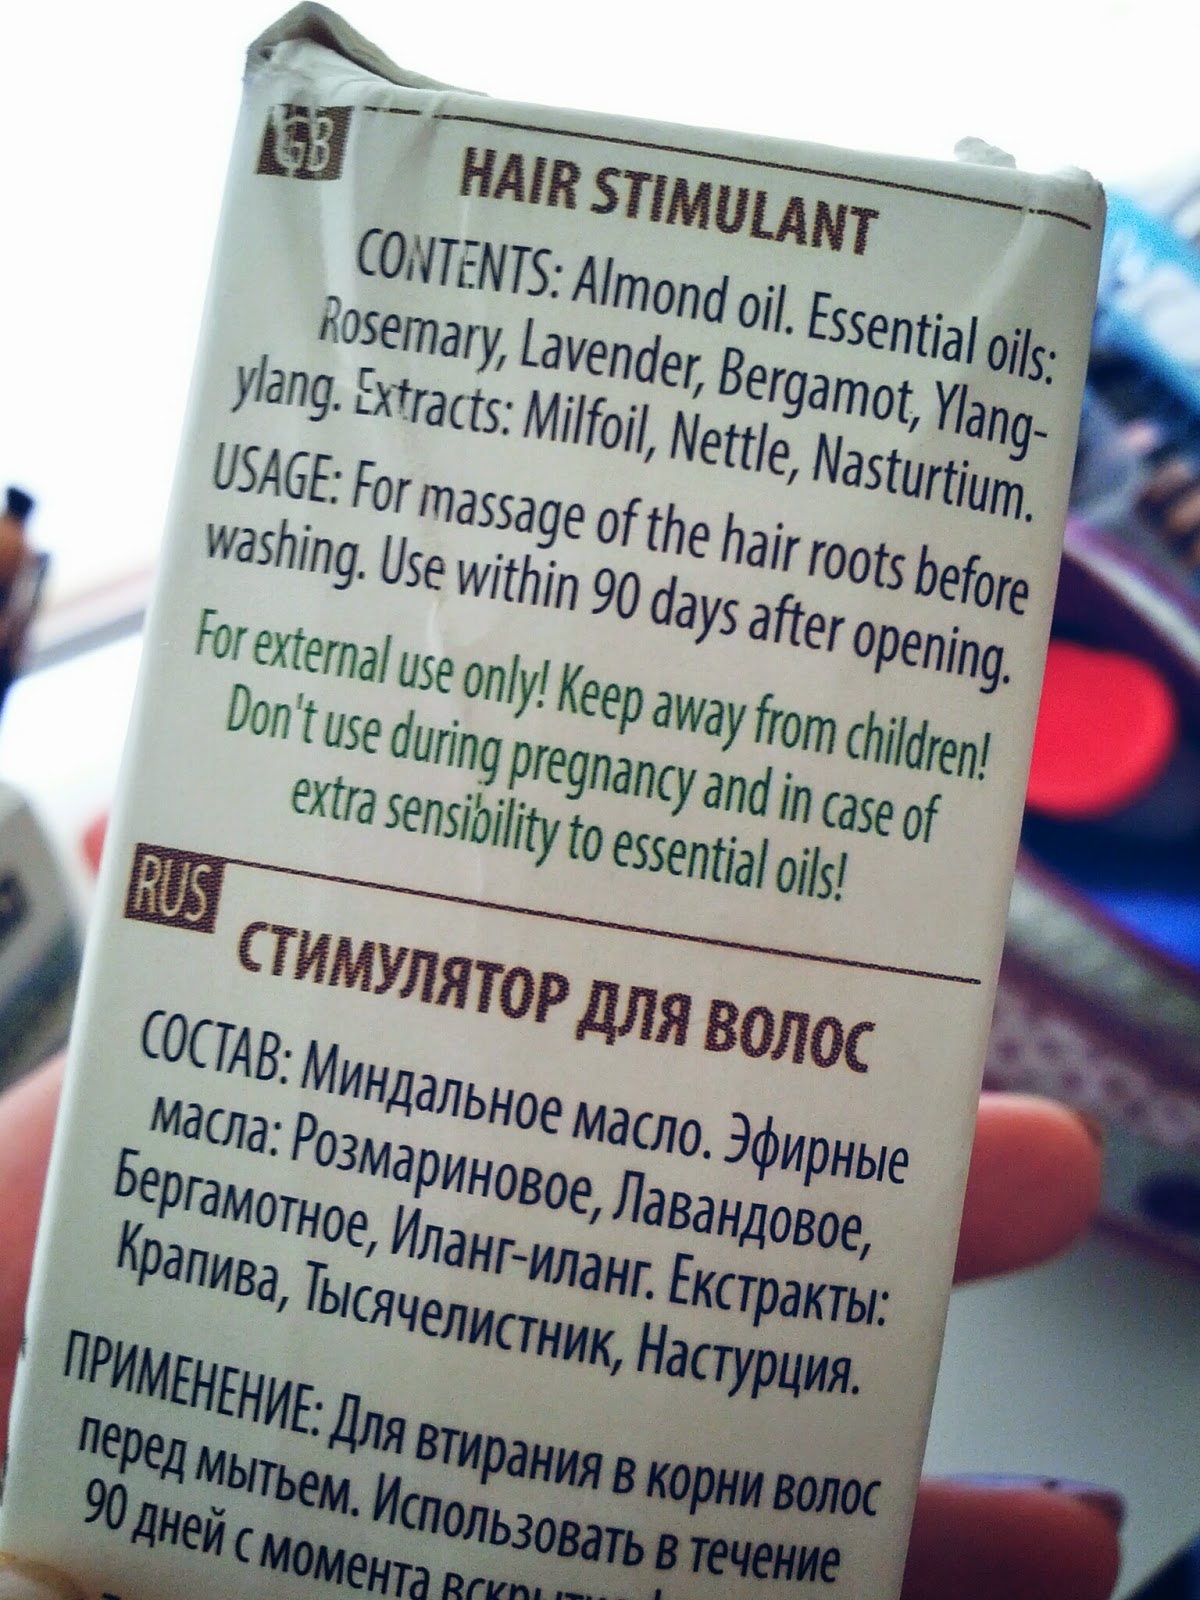 GB
HAIR STIMULANT
CONTENTS: Almond oil. Essential oils:
Rosemary, Lavender, Bergamot, Ylang-
ylang. Extracts: Milfoil, Nettle, Nasturtium.
USAGE: For massage of the hair roots before
washing. Use within 90 days after opening.
For external use only! Keep away from children!
Don't use during pregnancy and in case of
extra sensibility to essential oils!
RUS
СТИМУЛЯТОР ДЛЯ ВОЛОС
СОСТАВ: Миндальное масло. Эфирные
масла: Розмариновое, Лавандовое,
Бергамотное, Иланг-иланг. Екстракты:
Крапива, Тысячелистник, Настурция.
ПРИМЕНЕНИЕ: Для втирания в корни волос
перед мытьем. Использовать в течение
90 дней с момента